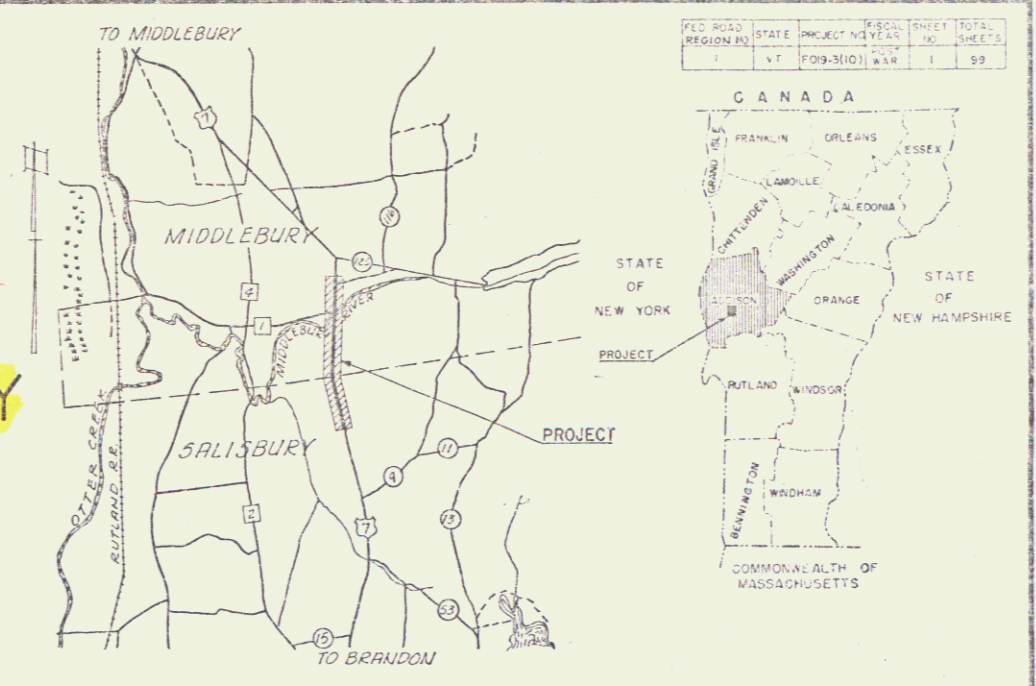 TO MIDDLEBURY
FED ROAD REGION NO
STATE
PROJECT NO
FISCAL YEAR
SHEET NO
TOTAL SHEETS
1
VT
F019-3(10)
POST WAR
1
99
CANADA
GRAND ISLE
FRANKLIN
ORLEANS
ESSEX
LAMOILLE
CALEDONIA
CHITTENDEN
WASHINGTON
STATE
OF
NEW YORK
ADDISON
ORANGE
STATE
OF
NEW HAMPSHIRE
PROJECT
RUTLAND
WINDSOR
BENNINGTON
WINDHAM
COMMONWEALTH OF
MASSACHUSETTS
7
116
MIDDLEBURY
125
4
1
MIDDLEBURY
RIVER
Y
PROJECT
SALISBURY
11
9
OTTER CREEK
RUTLAND RR.
2
7
13
53
15
TO BRANDON